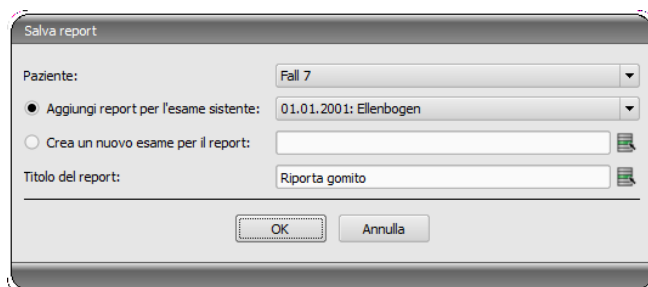 Salva report
Paziente: Fall 7
Aggiungi report per l'esame sistente: 01.01.2001: Ellenbogen
Crea un nuovo esame per il report:
Titolo del report: Riporta gomito
OK Annulla